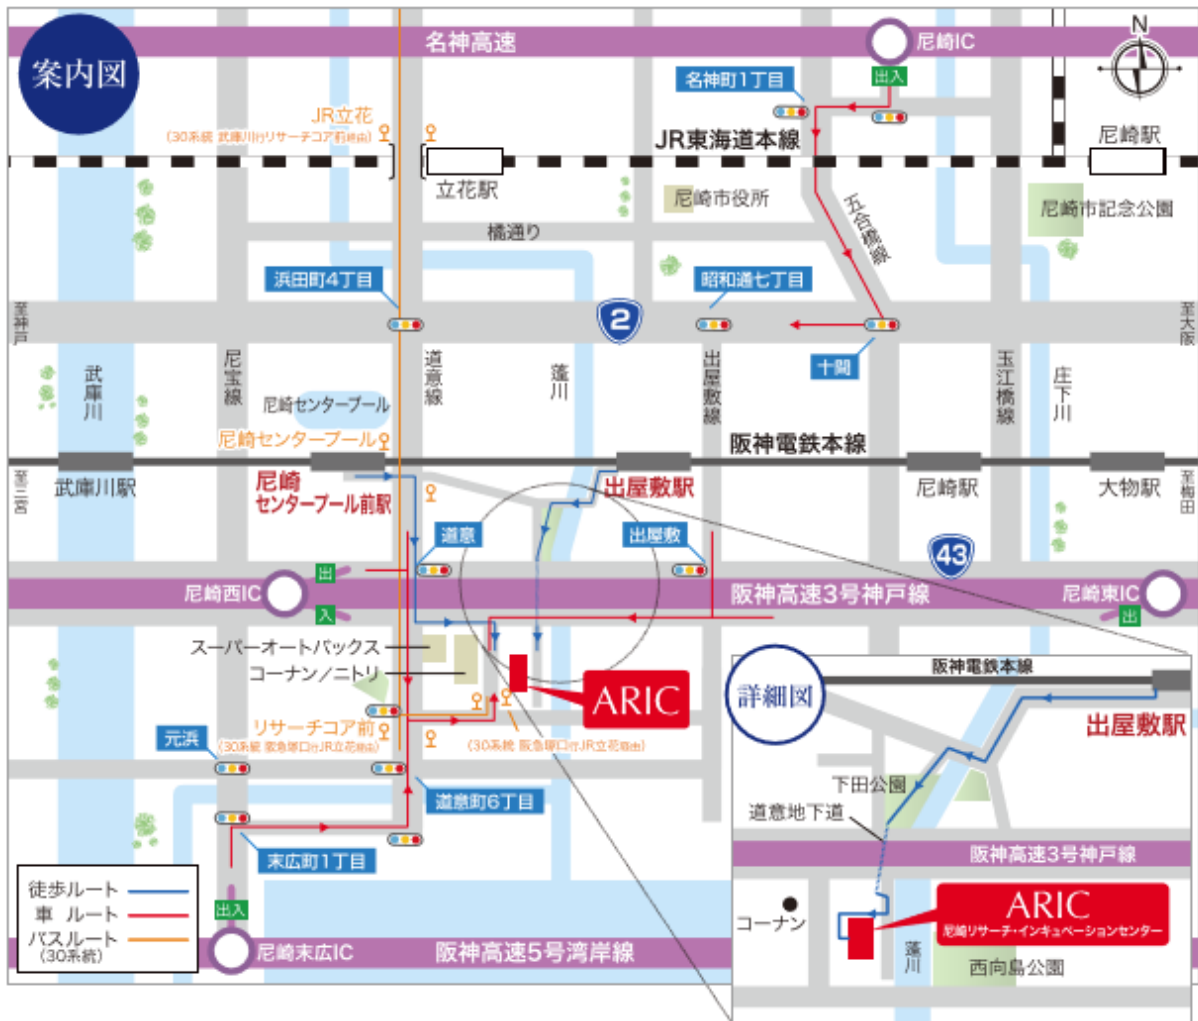 案内図
名神高速
尼崎IC
出入
N
名神町1丁目
JR立花
(30系統 武庫川行リサーチコア前経由)
JR東海道本線
尼崎駅
立花駅
尼崎市役所
尼崎市記念公園
橘通り
五合橋線
浜田町4丁目
昭和通七丁目
至神戸
2
至大阪
十間
武庫川
尼宝線
道意線
蓬川
出屋敷線
玉江橋線
庄下川
尼崎センタープール
尼崎センタープール
阪神電鉄本線
至三宮
武庫川駅
尼崎
センタープール前駅
出屋敷駅
尼崎駅
大物駅
至梅田
道意
出屋敷
43
出
尼崎西IC
入
阪神高速3号神戸線
尼崎東IC
出
スーパーオートバックス
コーナン/ニトリ
ARIC
リサーチコア前
(30系統 阪急塚口行JR立花経由)
(30系統 阪急塚口行JR立花経由)
元浜
道意町6丁目
末広町1丁目
徒歩ルート
車 ルート
バスルート
(30系統)
出入
尼崎末広IC
阪神高速5号湾岸線
詳細図
阪神電鉄本線
出屋敷駅
下田公園
道意地下道
阪神高速3号神戸線
コーナン
ARIC
尼崎リサーチ・インキュベーションセンター
蓬川
西向島公園